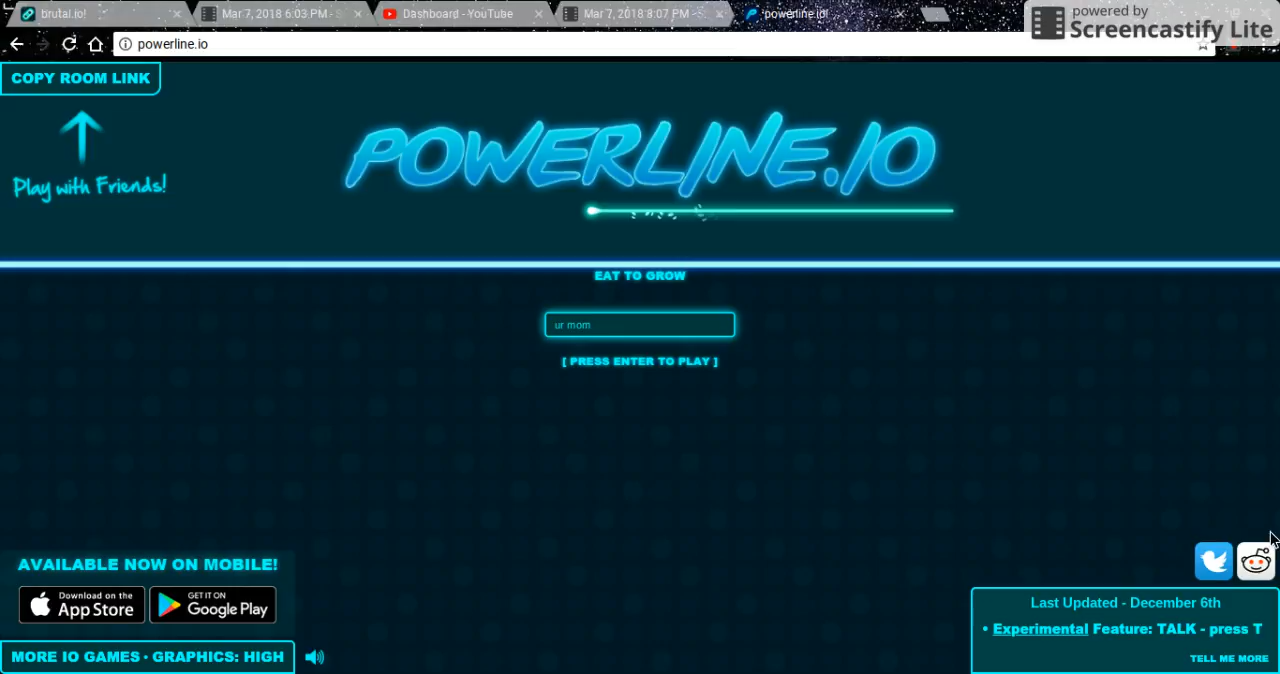 brutal.io!
Mar 7, 2018 6:03 PM - S
Dashboard - YouTube
Mar 7, 2018 8:07 PM - S
powerline.io!
powered by
Screencastify Lite
powerline.io
COPY ROOM LINK
Play with Friends!
POWERLINE.IO
EAT TO GROW
ur mom
[ PRESS ENTER TO PLAY ]
AVAILABLE NOW ON MOBILE!
Download on the
App Store
GET IT ON
Google Play
MORE IO GAMES · GRAPHICS: HIGH
Last Updated - December 6th
• Experimental Feature: TALK - press T
TELL ME MORE